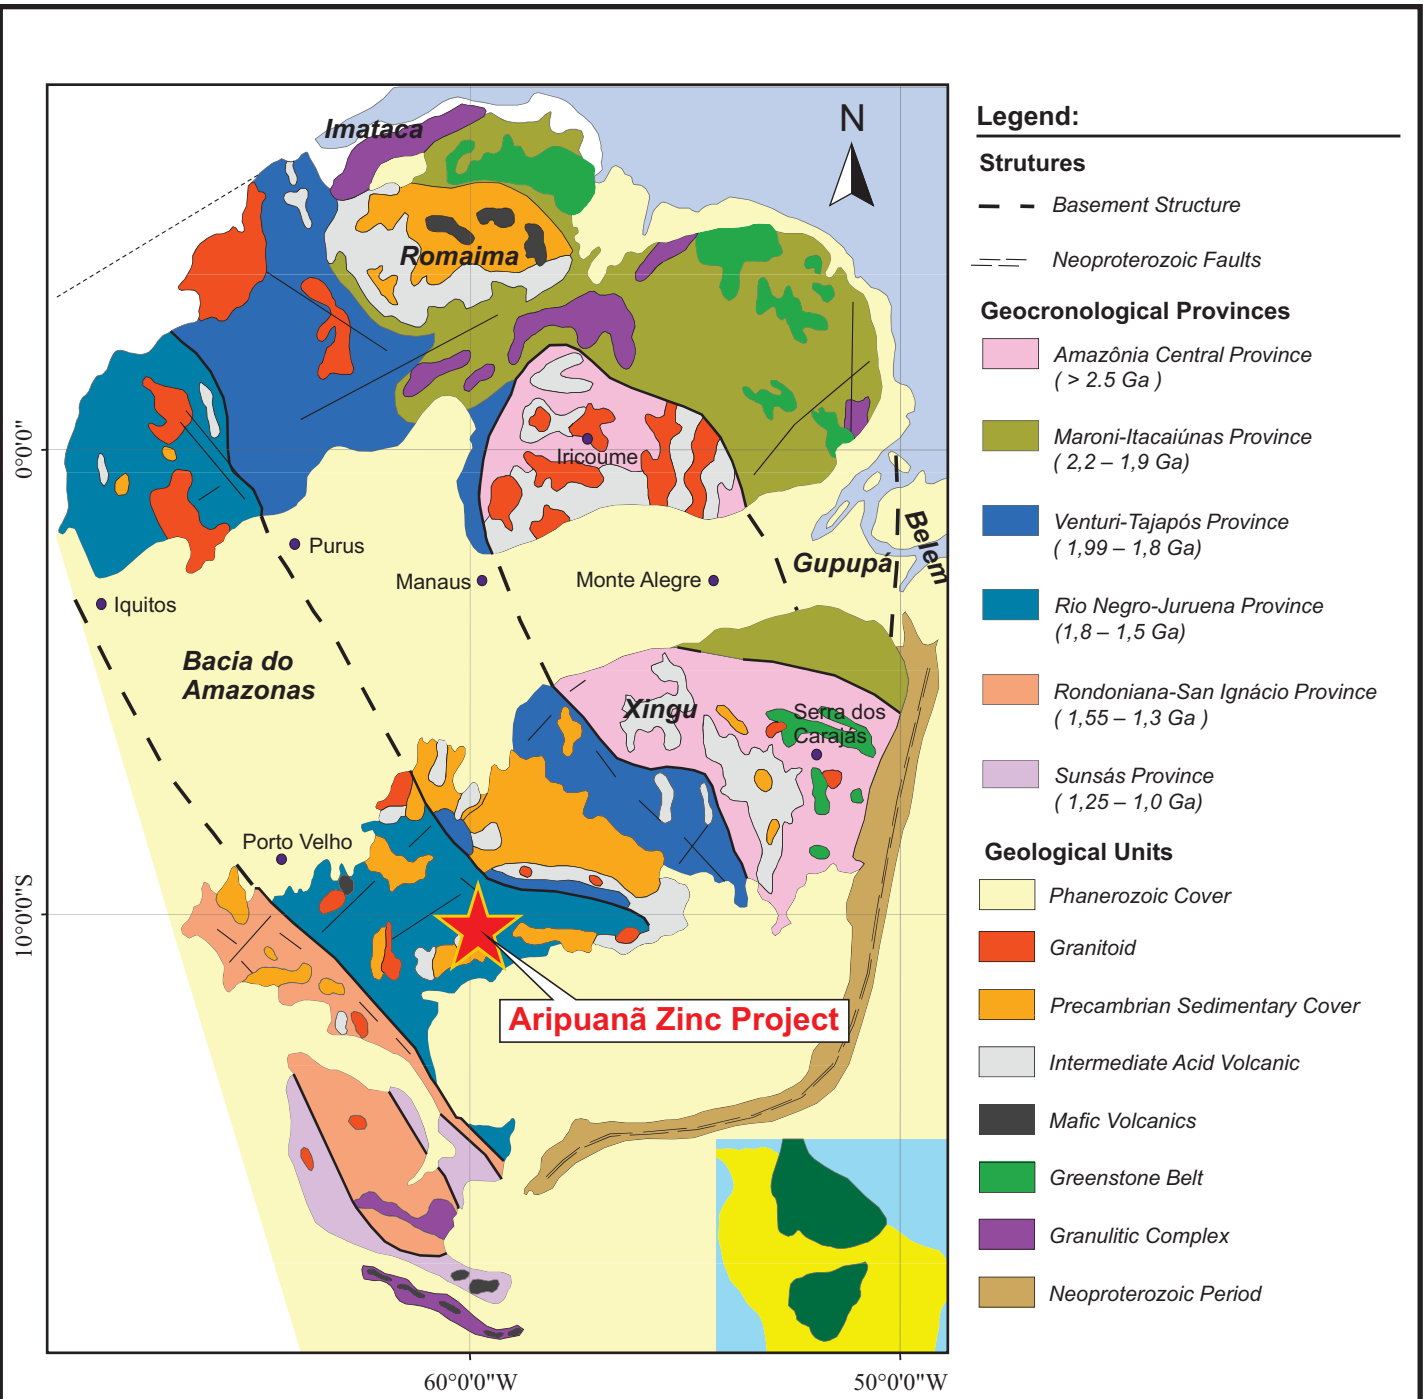 Imataca
N
Romaima
0°0'0"
Iricoume
Purus
Manaus
Monte Alegre
Gupupá
Belem
Iquitos
Bacia do
Amazonas
Xingu
Serra dos
Carajás
Porto Velho
10°0'0"S
Aripuanã Zinc Project
60°0'0"W
50°0'0"W
Legend:
Strutures
Basement Structure
Neoproterozoic Faults
Geocronological Provinces
Amazônia Central Province
( > 2.5 Ga )
Maroni-Itacaiúnas Province
( 2,2 – 1,9 Ga)
Venturi-Tajapós Province
( 1,99 – 1,8 Ga)
Rio Negro-Juruena Province
(1,8 – 1,5 Ga)
Rondoniana-San Ignácio Province
( 1,55 – 1,3 Ga )
Sunsás Province
( 1,25 – 1,0 Ga)
Geological Units
Phanerozoic Cover
Granitoid
Precambrian Sedimentary Cover
Intermediate Acid Volcanic
Mafic Volcanics
Greenstone Belt
Granulitic Complex
Neoproterozoic Period